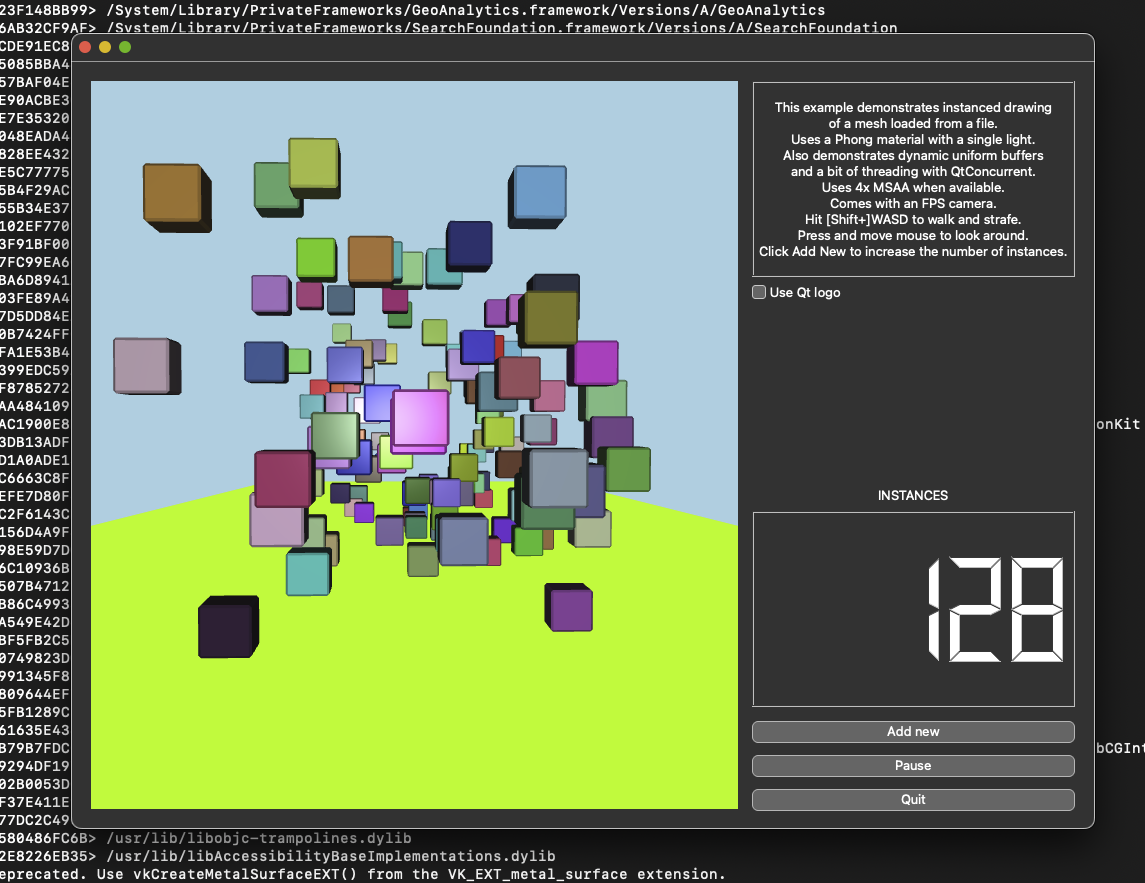 23F148BB99> /System/Library/PrivateFrameworks/GeoAnalytics.framework/Versions/A/GeoAnalytics
6AB32CF9AF> /System/Library/PrivateFrameworks/SearchFoundation.framework/Versions/A/SearchFoundation
CDE91EC8
5085BBA4
57BAF04E
E90ACBE3
E7E35320
048EADA4
828EE432
E5C77775
5B4F29AC
55B34E37
102EF770
3F91BF00
7FC99EA6
BA6D8941
03FE89A4
7D5DD84E
0B7424FF
FA1E53B4
399EDC59
F8785272
AA484109
AC1900E8
3DB13ADF
D1A0ADE1
C6663C8F
EFE7D80F
C2F6143C
156D4A9F
98E59D7D
6C10936B
507B4712
B86C4993
A549E42D
BF5FB2C5
0749823D
991345F8
809644EF
5FB1289C
61635E43
B79B7FDC
9294DF19
02B0053D
F37E411E
77DC2C49
This example demonstrates instanced drawing
of a mesh loaded from a file.
Uses a Phong material with a single light.
Also demonstrates dynamic uniform buffers
and a bit of threading with QtConcurrent.
Uses 4x MSAA when available.
Comes with an FPS camera.
Hit [Shift+]WASD to walk and strafe.
Press and move mouse to look around.
Click Add New to increase the number of instances.
Use Qt logo
INSTANCES
128
Add new
Pause
Quit
onKit
bCGInt
580486FC6B> /usr/lib/libobjc-trampolines.dylib
2E8226EB35> /usr/lib/libAccessibilityBaseImplementations.dylib
eprecated. Use vkCreateMetalSurfaceEXT() from the VK_EXT_metal_surface extension.